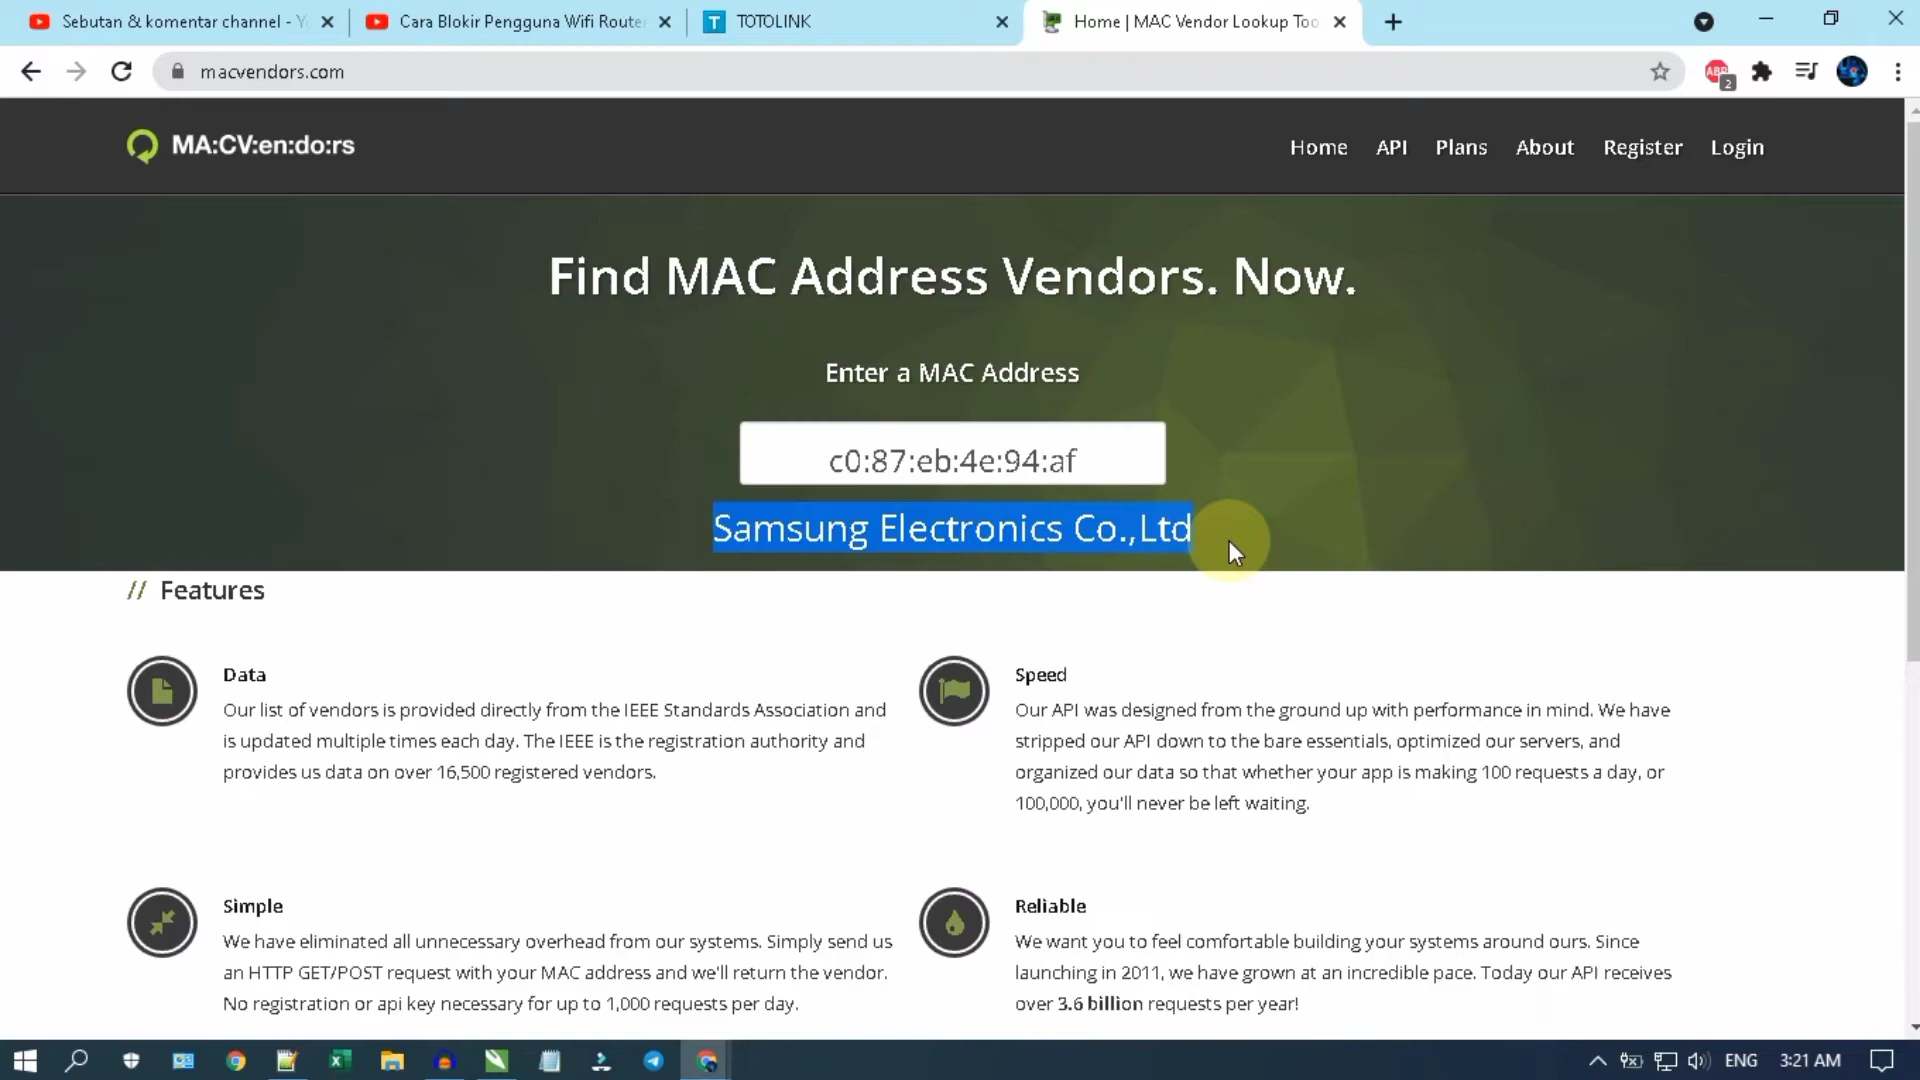 Sebutan & komentar channel - Y
Cara Blokir Pengguna Wifi Router
TOTOLINK
Home | MAC Vendor Lookup Too
macvendors.com
ABP
2
MA:CV:en:do:rs
Home
API
Plans
About
Register
Login
Find MAC Address Vendors. Now.
Enter a MAC Address
c0:87:eb:4e:94:af
Samsung Electronics Co.,Ltd
// Features
Data
Our list of vendors is provided directly from the IEEE Standards Association and
is updated multiple times each day. The IEEE is the registration authority and
provides us data on over 16,500 registered vendors.
Speed
Our API was designed from the ground up with performance in mind. We have
stripped our API down to the bare essentials, optimized our servers, and
organized our data so that whether your app is making 100 requests a day, or
100,000, you'll never be left waiting.
Simple
We have eliminated all unnecessary overhead from our systems. Simply send us
an HTTP GET/POST request with your MAC address and we'll return the vendor.
No registration or api key necessary for up to 1,000 requests per day.
Reliable
We want you to feel comfortable building your systems around ours. Since
launching in 2011, we have grown at an incredible pace. Today our API receives
over 3.6 billion requests per year!
ENG
3:21 AM